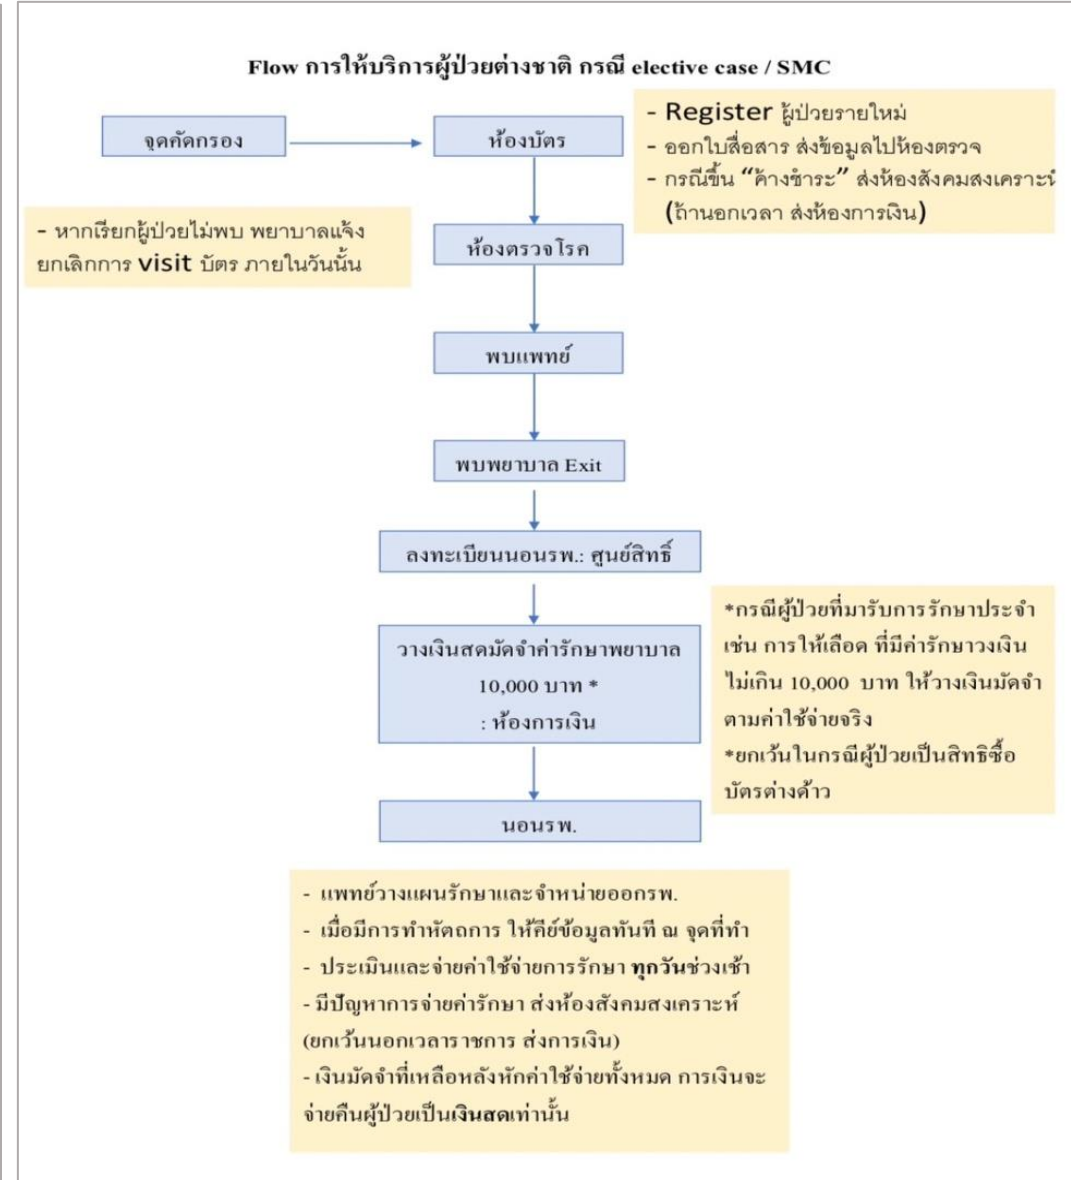 Flow การให้บริการผู้ป่วยต่างชาติ กรณี elective case / SMC
จุดคัดกรอง
ห้องบัตร
- Register ผู้ป่วยรายใหม่
- ออกใบสื่อสาร ส่งข้อมูลไปห้องตรวจ
- กรณีขึ้น “ค้างชำระ” ส่งห้องสังคมสงเคราะห์
(ถ้านอกเวลา ส่งห้องการเงิน)
- หากเรียกผู้ป่วยไม่พบ พยาบาลแจ้ง
ยกเลิกการ visit บัตร ภายในวันนั้น
ห้องตรวจโรค
พบแพทย์
พบพยาบาล Exit
ลงทะเบียนนอนรพ.: ศูนย์สิทธิ์
วางเงินสดมัดจำค่ารักษาพยาบาล
10,000 บาท *
: ห้องการเงิน
*กรณีผู้ป่วยที่มารับการรักษาประจำ
เช่น การให้เลือด ที่มีค่ารักษาวงเงิน
ไม่เกิน 10,000 บาท ให้วางเงินมัดจำ
ตามค่าใช้จ่ายจริง
*ยกเว้นในกรณีผู้ป่วยเป็นสิทธิซื้อ
บัตรต่างด้าว
นอนรพ.
- แพทย์วางแผนรักษาและจำหน่ายออกรพ.
- เมื่อมีการทำหัตถการ ให้คีย์ข้อมูลทันที ณ จุดที่ทำ
- ประเมินและจ่ายค่าใช้จ่ายการรักษา ทุกวันช่วงเช้า
- มีปัญหาการจ่ายค่ารักษา ส่งห้องสังคมสงเคราะห์
(ยกเว้นนอกเวลาราชการ ส่งการเงิน)
- เงินมัดจำที่เหลือหลังหักค่าใช้จ่ายทั้งหมด การเงินจะ
จ่ายคืนผู้ป่วยเป็นเงินสดเท่านั้น